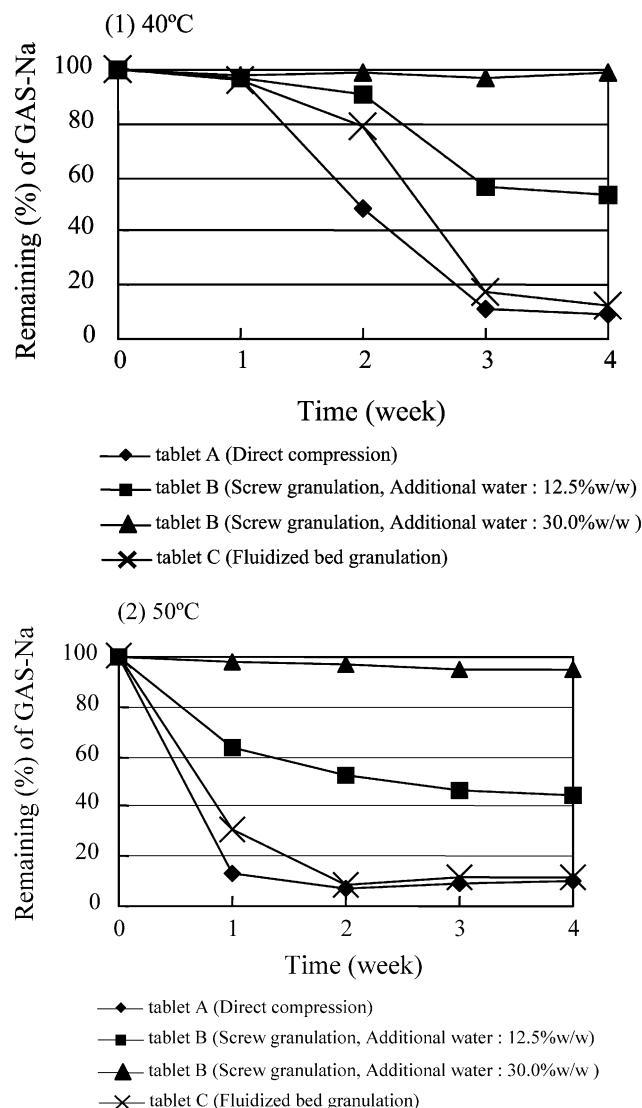 (1) 40ºC
Remaining (%) of GAS-Na
100
80
60
40
20
0
0 1 2 3 4
Time (week)
tablet A (Direct compression)
tablet B (Screw granulation, Additional water : 12.5%w/w)
tablet B (Screw granulation, Additional water : 30.0%w/w )
tablet C (Fluidized bed granulation)
(2) 50ºC
Remaining (%) of GAS-Na
100
80
60
40
20
0
0 1 2 3 4
Time (week)
tablet A (Direct compression)
tablet B (Screw granulation, Additional water : 12.5%w/w)
tablet B (Screw granulation, Additional water : 30.0%w/w )
tablet C (Fluidized bed granulation)